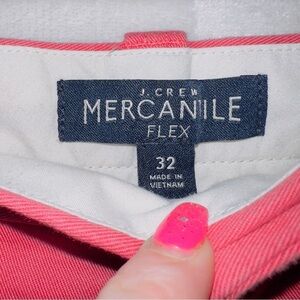 J. CREW
MERCANTILE
FLEX
32
MADE IN
VIETNAM